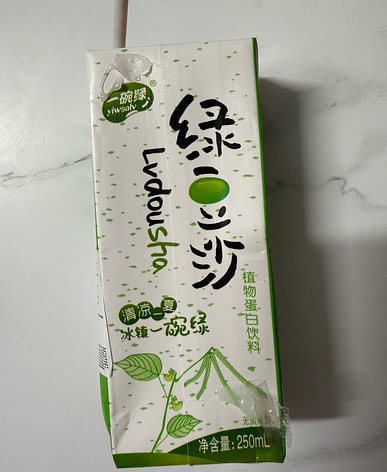 一碗绿®
yiwanlv
绿豆沙
Lvdousha
植物蛋白饮料
清凉一夏
冰镇一碗绿
净含量: 250mL